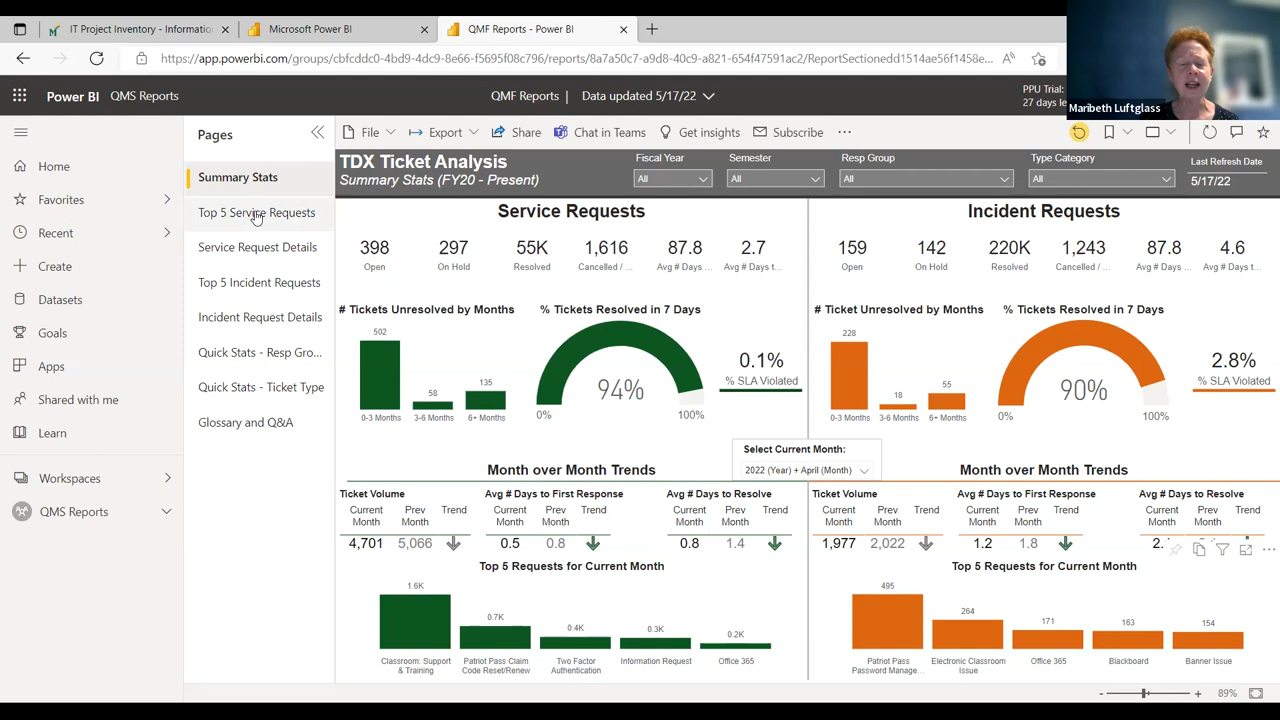 IT Project Inventory - Informatio
Microsoft Power BI
QMF Reports - Power BI
https://app.powerbi.com/groups/cbfcddc0-4bd9-4dc9-8e66-f5695f08c796/reports/8a7a50c7-a9d8-40c9-a821-654f47591ac2/ReportSectionedd1514ae56f1458e...
Maribeth Luftglass
Power BI QMS Reports
QMF Reports | Data updated 5/17/22
PPU Trial:
27 days le
Pages
File Export Share Chat in Teams Get insights Subscribe ...
Home
Favorites
Recent
Create
Datasets
Goals
Apps
Shared with me
Learn
Workspaces
QMS Reports
Summary Stats
Top 5 Service Requests
Service Request Details
Top 5 Incident Requests
Incident Request Details
Quick Stats - Resp Gro...
Quick Stats - Ticket Type
Glossary and Q&A
TDX Ticket Analysis
Summary Stats (FY20 - Present)
Fiscal Year Semester Resp Group Type Category Last Refresh Date
All All All All 5/17/22
Service Requests
398 297 55K 1,616 87.8 2.7
Open On Hold Resolved Cancelled / ... Avg # Days ... Avg # Days t...
# Tickets Unresolved by Months
502
58
135
0-3 Months 3-6 Months 6+ Months
% Tickets Resolved in 7 Days
94%
0% 100%
0.1%
% SLA Violated
Incident Requests
159 142 220K 1,243 87.8 4.6
Open On Hold Resolved Cancelled / ... Avg # Days ... Avg # Days t...
# Ticket Unresolved by Months
228
18
55
0-3 Months 3-6 Months 6+ Months
% Tickets Resolved in 7 Days
90%
0% 100%
2.8%
% SLA Violated
Select Current Month:
2022 (Year) + April (Month)
Month over Month Trends
Ticket Volume Avg # Days to First Response Avg # Days to Resolve
Current Prev Trend Current Prev Trend Current Prev Trend
Month Month Month Month Month Month
4,701 5,066 0.5 0.8 0.8 1.4
Top 5 Requests for Current Month
1.6K
0.7K
0.4K
0.3K
0.2K
Classroom: Support Patriot Pass Claim Two Factor Information Request Office 365
& Training Code Reset/Renew Authentication
Month over Month Trends
Ticket Volume Avg # Days to First Response Avg # Days to Resolve
Current Prev Trend Current Prev Trend Current Prev Trend
Month Month Month Month Month Month
1,977 2,022 1.2 1.8 2.
Top 5 Requests for Current Month
495
264
171
163
154
Patriot Pass Electronic Classroom Office 365 Blackboard Banner Issue
Password Manage... Issue
- + 89%